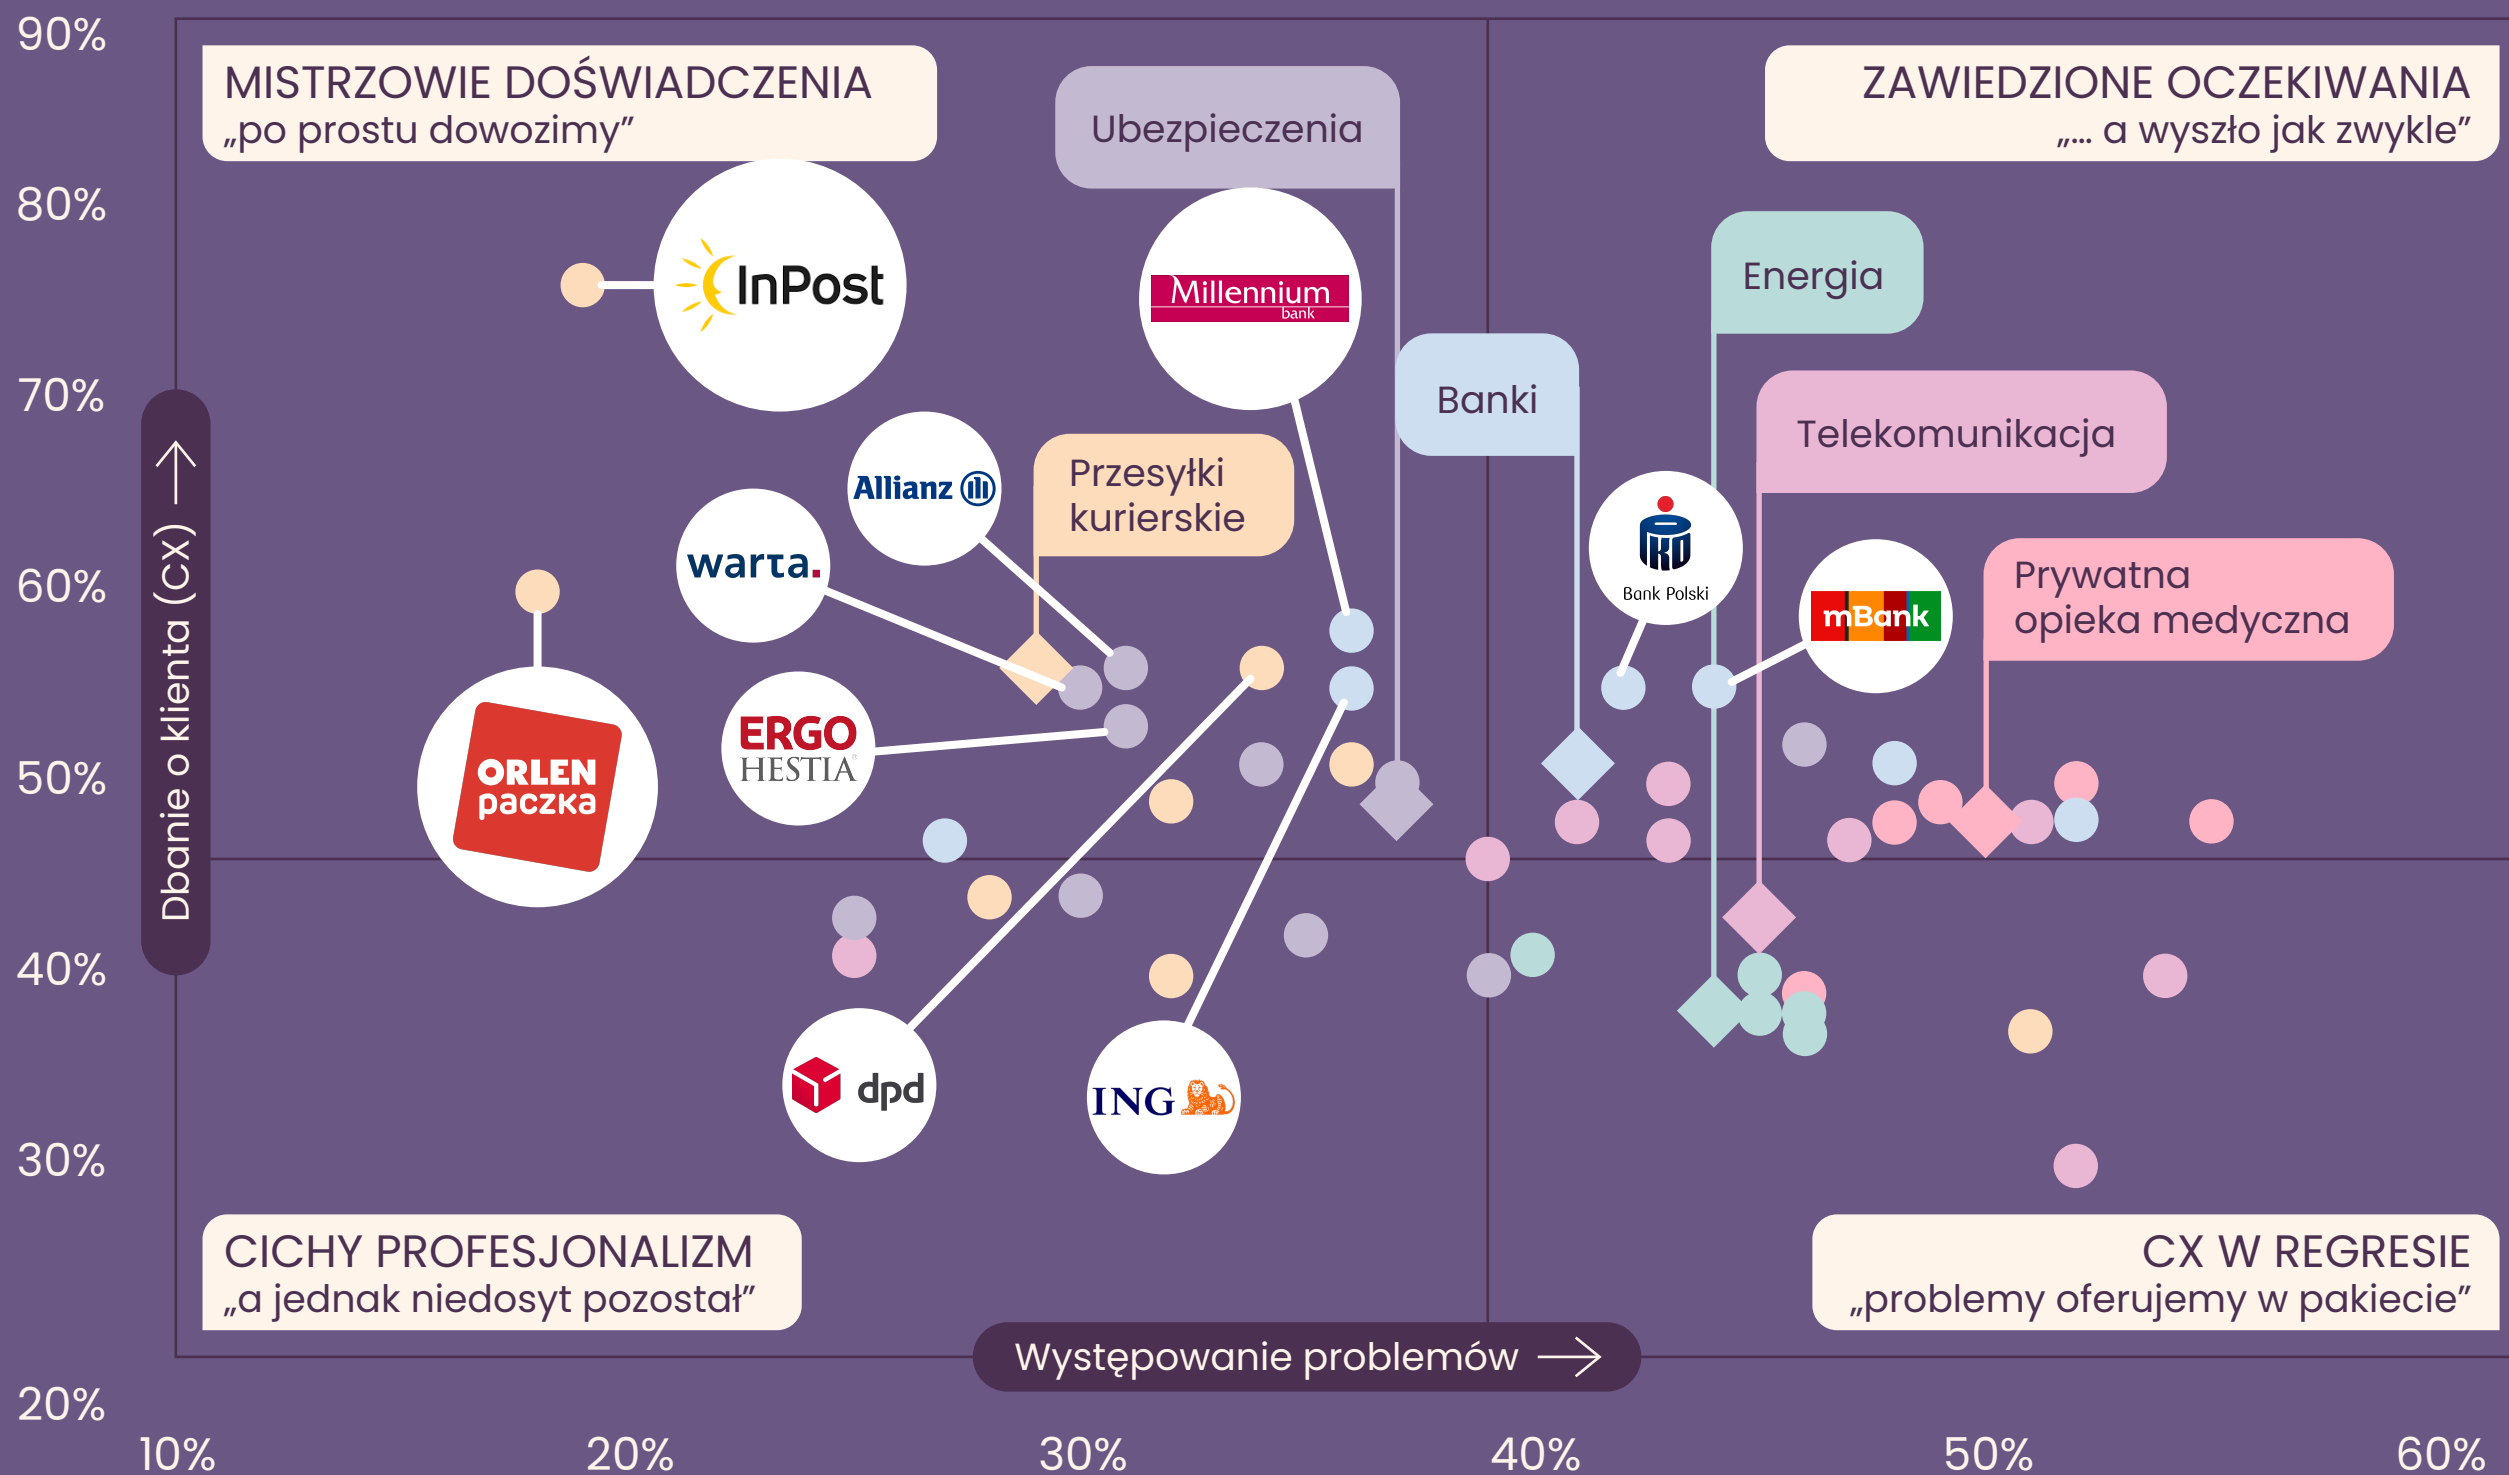 90%
80%
70%
60%
50%
40%
30%
20%
Dbanie o klienta (CX)
MISTRZOWIE DOŚWIADCZENIA
„po prostu dowozimy”
ZAWIEDZIONE OCZEKIWANIA
„... a wyszło jak zwykle”
Ubezpieczenia
InPost
Millennium
bank
Energia
Banki
Telekomunikacja
Allianz
Przesyłki
kurierskie
warta.
Bank Polski
mBank
Prywatna
opieka medyczna
ERGO
HESTIA®
ORLEN
paczka
dpd
ING
CICHY PROFESJONALIZM
„a jednak niedosyt pozostał”
CX W REGRESIE
„problemy oferujemy w pakiecie”
Występowanie problemów
10%
20%
30%
40%
50%
60%